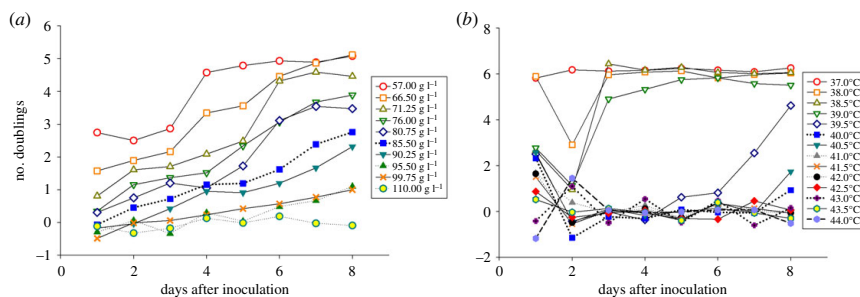 (a)
6
5
4
3
2
1
0
−1
no. doublings
0
2
4
6
8
days after inoculation
57.00 g l⁻¹
66.50 g l⁻¹
71.25 g l⁻¹
76.00 g l⁻¹
80.75 g l⁻¹
85.50 g l⁻¹
90.25 g l⁻¹
95.50 g l⁻¹
99.75 g l⁻¹
110.00 g l⁻¹
(b)
8
6
4
2
0
−2
0
2
4
6
8
days after inoculation
37.0°C
38.0°C
38.5°C
39.0°C
39.5°C
40.0°C
40.5°C
41.0°C
41.5°C
42.0°C
42.5°C
43.0°C
43.5°C
44.0°C